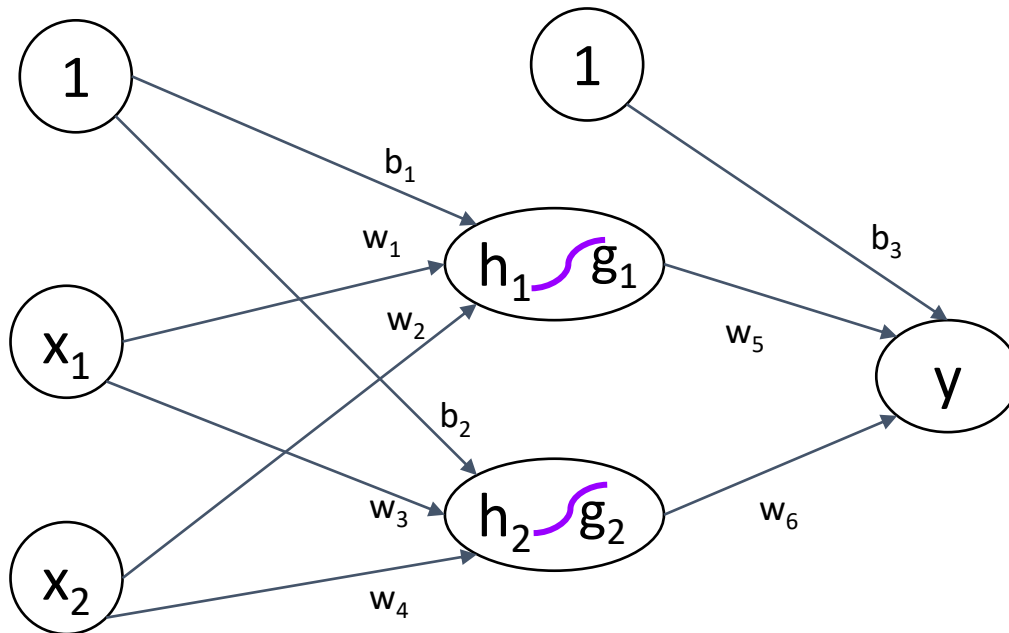 1
1
b₁
w₁
h₁ g₁
b₃
w₂
x₁
w₅
y
b₂
w₃
h₂ g₂
w₆
x₂
w₄